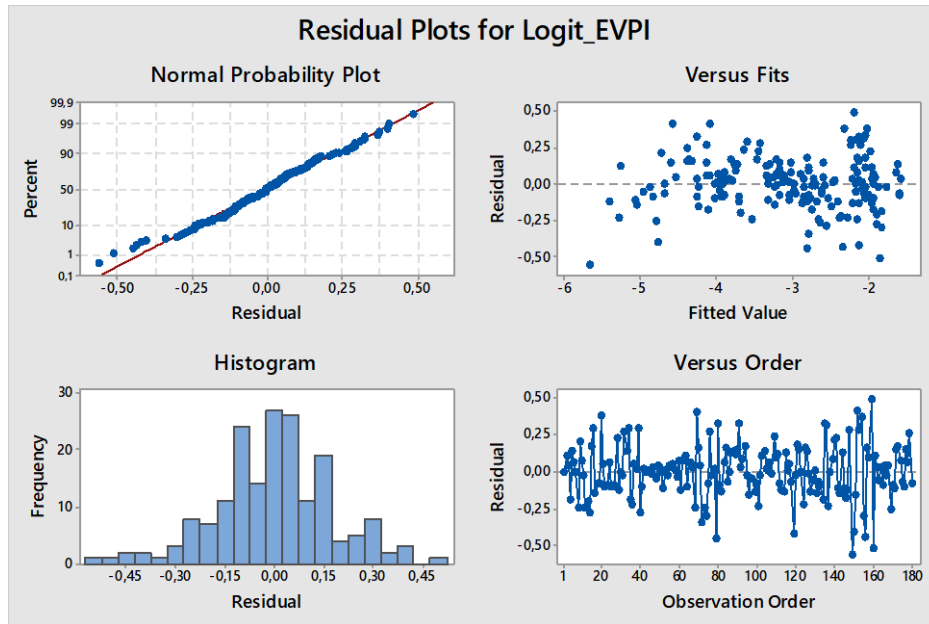 Residual Plots for Logit_EVPI
Normal Probability Plot
99,9
99
90
50
10
1
0,1
Percent
-0,50 -0,25 0,00 0,25 0,50
Residual
Versus Fits
0,50
0,25
0,00
-0,25
-0,50
Residual
-6 -5 -4 -3 -2
Fitted Value
Histogram
30
20
10
0
Frequency
-0,45 -0,30 -0,15 0,00 0,15 0,30 0,45
Residual
Versus Order
0,50
0,25
0,00
-0,25
-0,50
Residual
1 20 40 60 80 100 120 140 160 180
Observation Order